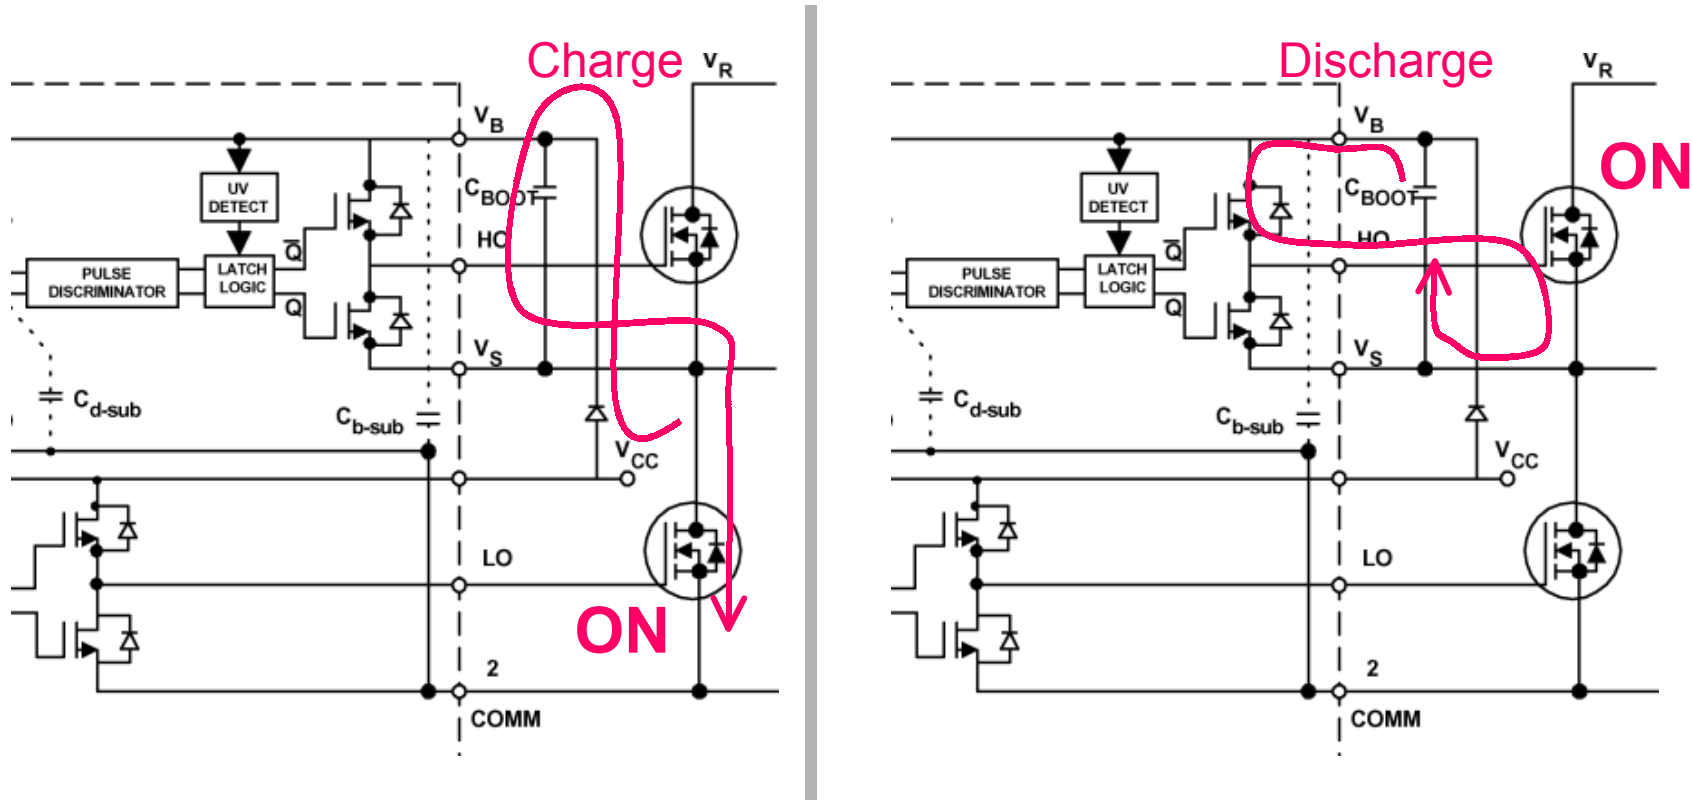 Charge
VR
VB
UV
DETECT
CBOOT
HO
Q
PULSE
DISCRIMINATOR
LATCH
LOGIC
Q
VS
Cd-sub
Cb-sub
VCC
LO
ON
2
COMM
Discharge
VR
VB
ON
UV
DETECT
CBOOT
HO
Q
PULSE
DISCRIMINATOR
LATCH
LOGIC
Q
VS
Cd-sub
Cb-sub
VCC
LO
2
COMM